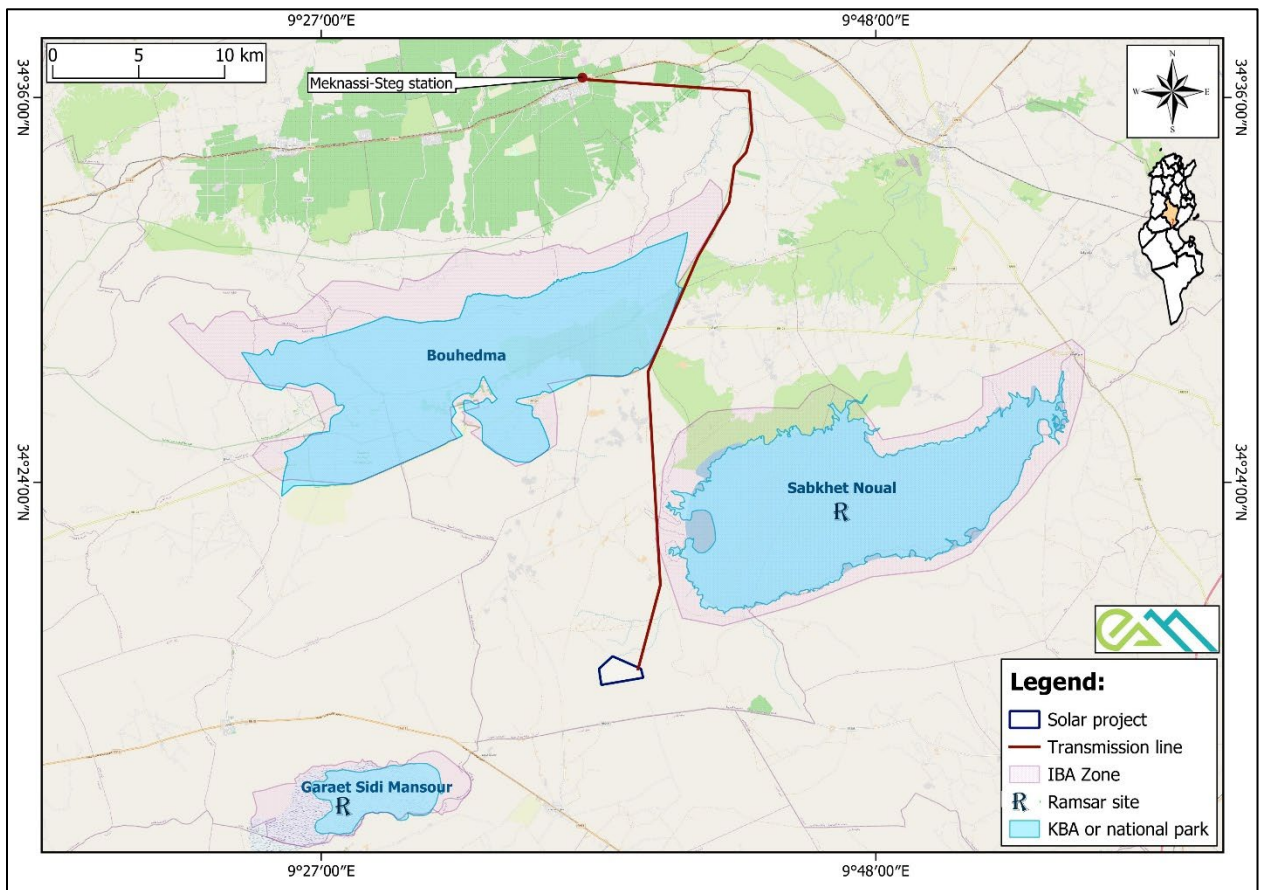 9°27'00"E
9°48'00"E
0 5 10 km
N
W E
S
34°36'00"N
34°36'00"N
Meknassi-Steg station
Bouhedma
34°24'00"N
34°24'00"N
Sabkhet Noual
R
Legend:
Solar project
Transmission line
IBA Zone
R Ramsar site
KBA or national park
Garaet Sidi Mansour
R
9°27'00"E
9°48'00"E